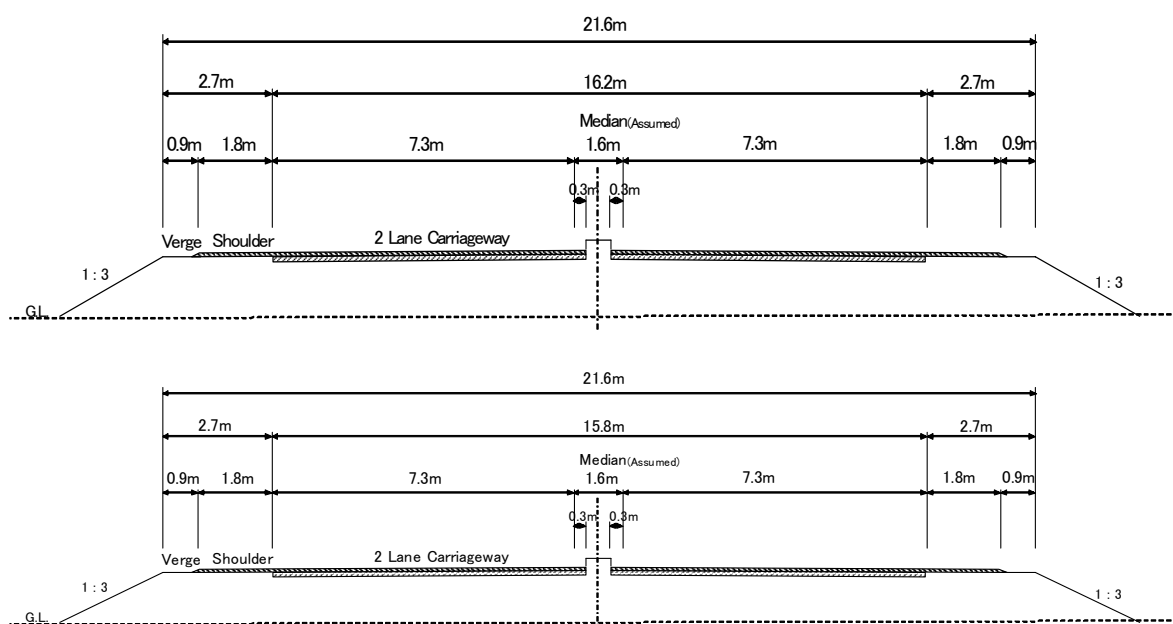 21.6m
2.7m 16.2m 2.7m
Median(Assumed)
0.9m 1.8m 7.3m 1.6m 7.3m 1.8m 0.9m
0.3m 0.3m
Verge Shoulder 2 Lane Carriageway
1 : 3 1 : 3
G.L.
21.6m
2.7m 15.8m 2.7m
Median(Assumed)
0.9m 1.8m 7.3m 1.6m 7.3m 1.8m 0.9m
0.3m 0.3m
Verge Shoulder 2 Lane Carriageway
1 : 3 1 : 3
G.L.